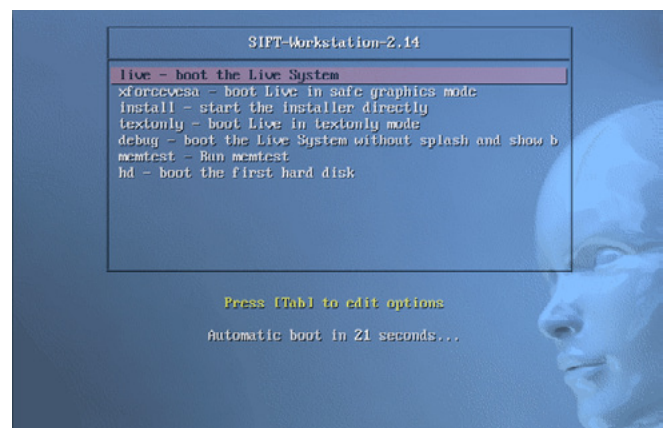 SIFT-Workstation-2.14
live - boot the Live System
xforcevesa - boot Live in safe graphics mode
install - start the installer directly
textonly - boot Live in textonly mode
debug - boot the Live System without splash and show b
memtest - Run memtest
hd - boot the first hard disk
Press [Tab] to edit options
Automatic boot in 21 seconds...